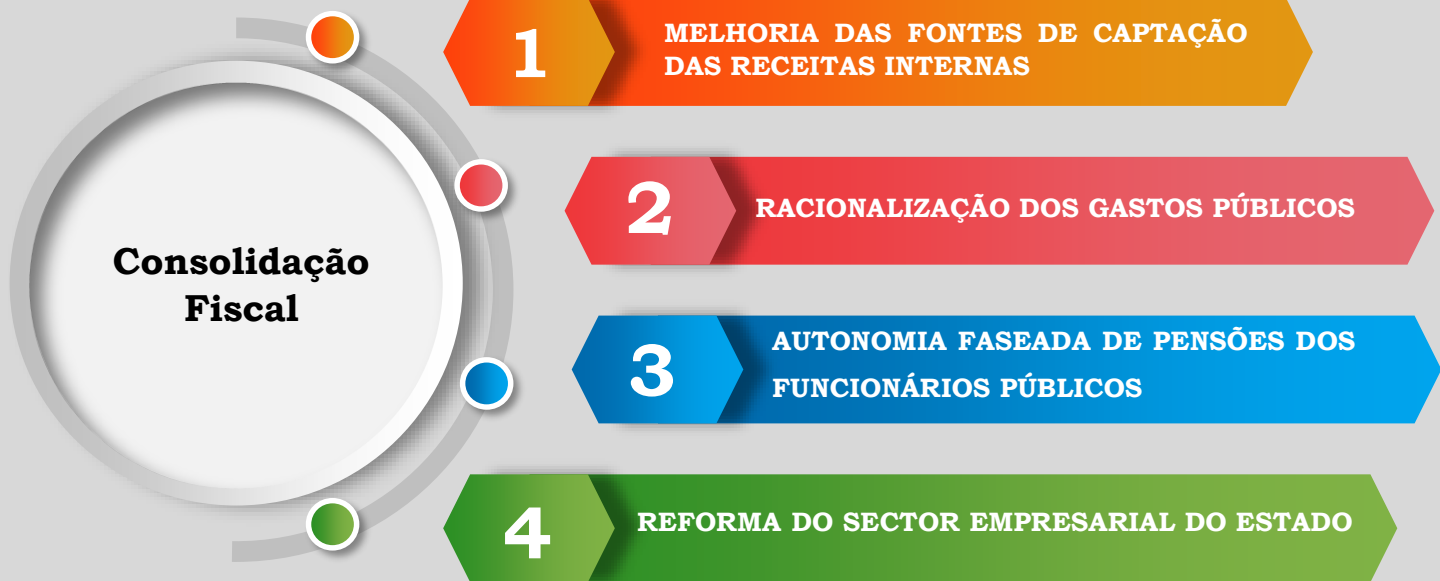 Consolidação
Fiscal
1
MELHORIA DAS FONTES DE CAPTAÇÃO
DAS RECEITAS INTERNAS
2
RACIONALIZAÇÃO DOS GASTOS PÚBLICOS
3
AUTONOMIA FASEADA DE PENSÕES DOS
FUNCIONÁRIOS PÚBLICOS
4
REFORMA DO SECTOR EMPRESARIAL DO ESTADO